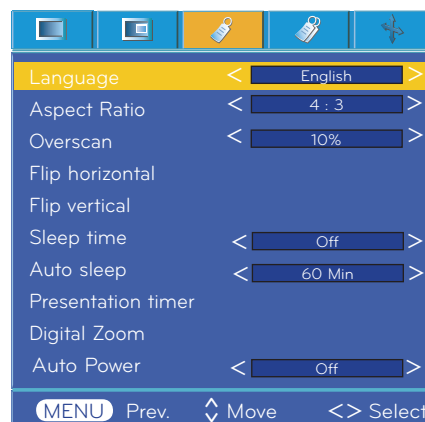 Language < English >
Aspect Ratio < 4 : 3 >
Overscan < 10% >
Flip horizontal
Flip vertical
Sleep time < Off >
Auto sleep < 60 Min >
Presentation timer
Digital Zoom
Auto Power < Off >
MENU Prev. Move <> Select